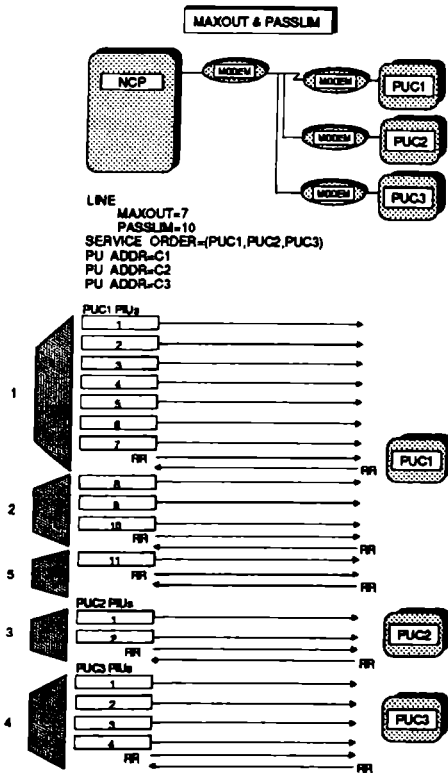 MAXOUT & PASSLIM
NCP
MODEM
MODEM
PUC1
MODEM
PUC2
MODEM
PUC3
LINE
MAXOUT=7
PASSLIM=10
SERVICE ORDER=(PUC1,PUC2,PUC3)
PU ADDR=C1
PU ADDR=C2
PU ADDR=C3
PUC1 PIUs
1
2
3
4
5
6
7
1
RR
RR
PUC1
8
9
10
2
RR
RR
11
5
RR
RR
PUC2 PIUs
1
2
3
RR
RR
PUC2
PUC3 PIUs
1
2
3
4
4
RR
RR
PUC3